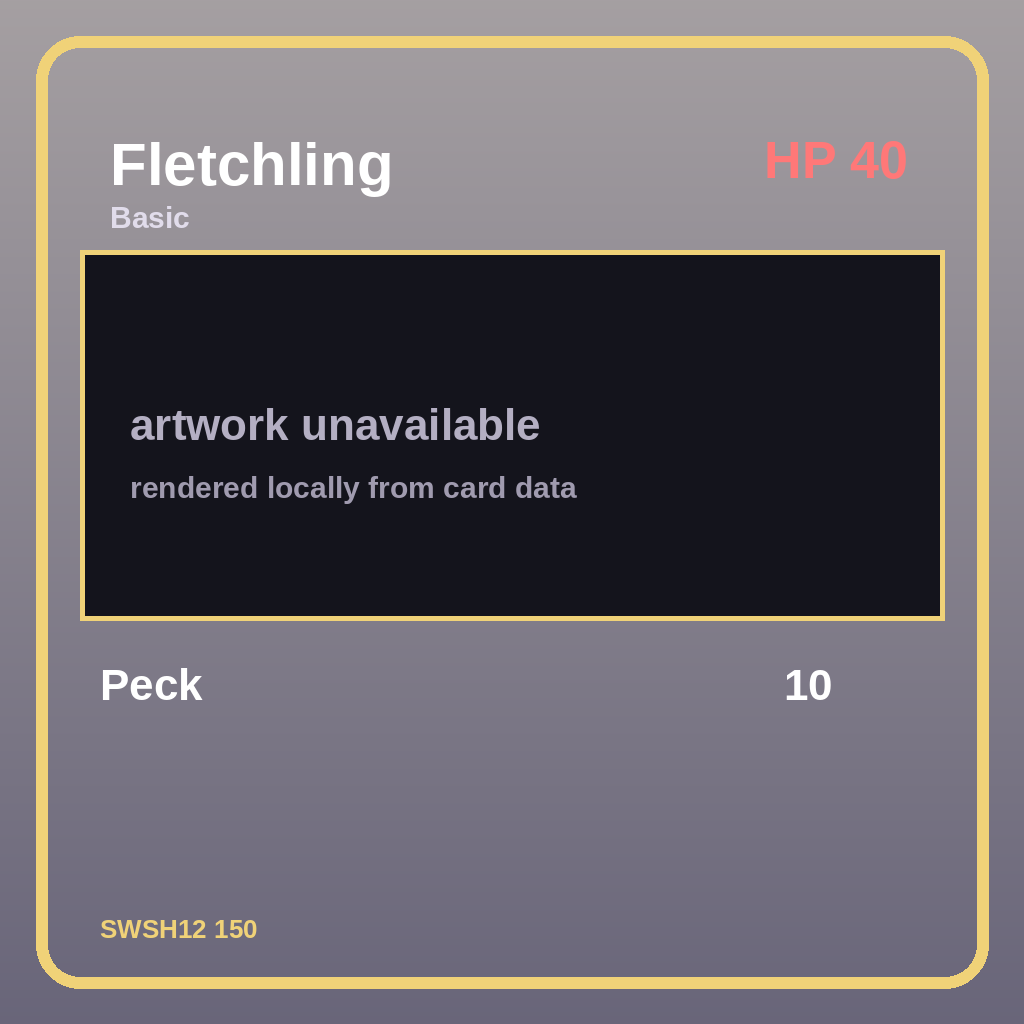 Fletchling
HP 40
Basic
artwork unavailable
rendered locally from card data
Peck 10
SWSH12 150